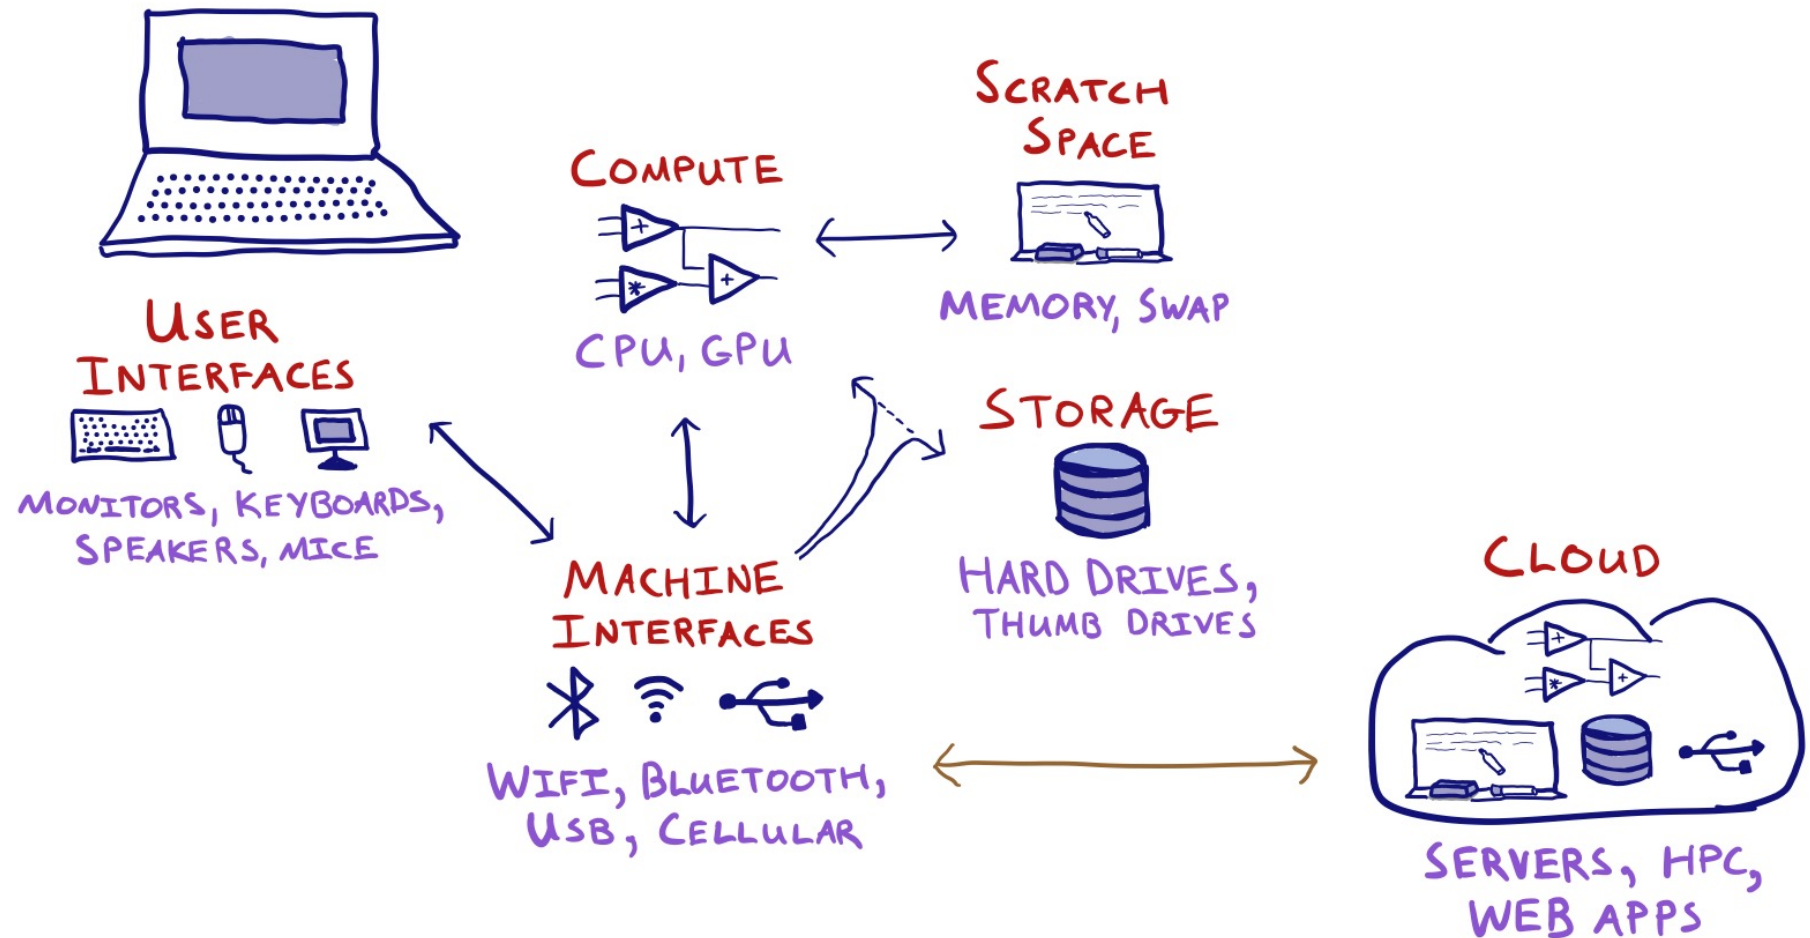 SCRATCH
SPACE
COMPUTE
MEMORY, SWAP
CPU, GPU
USER
INTERFACES
MONITORS, KEYBOARDS,
SPEAKERS, MICE
STORAGE
HARD DRIVES,
THUMB DRIVES
MACHINE
INTERFACES
WIFI, BLUETOOTH,
USB, CELLULAR
CLOUD
SERVERS, HPC,
WEB APPS